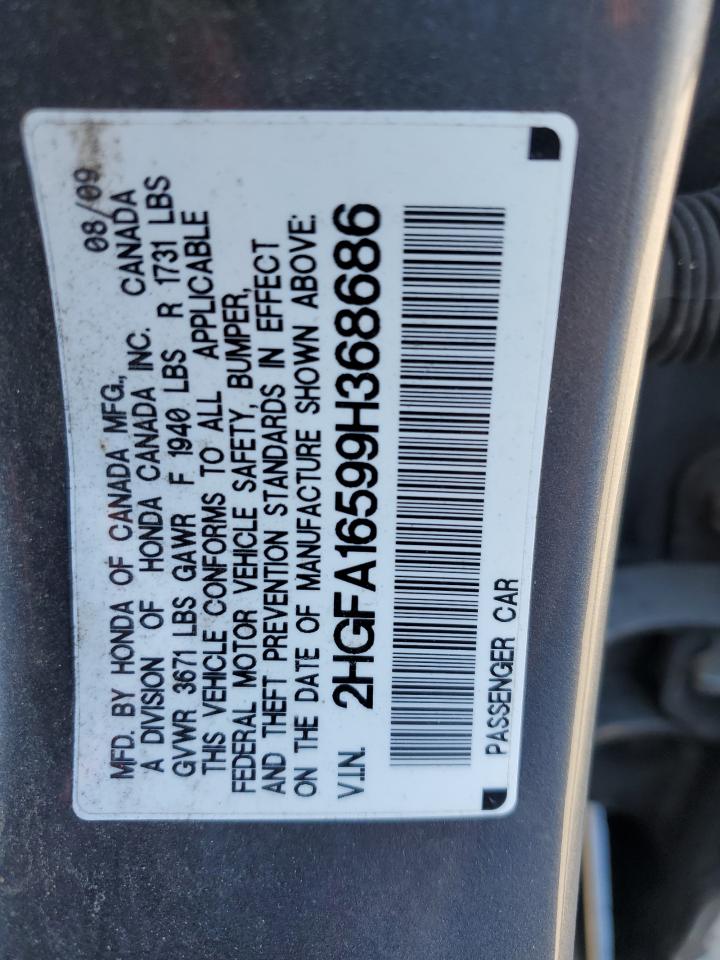 MFD. BY HONDA OF CANADA MFG., 08/09
A DIVISION OF HONDA CANADA INC. CANADA
GVWR 3671 LBS GAWR F 1940 LBS R 1731 LBS
THIS VEHICLE CONFORMS TO ALL APPLICABLE
FEDERAL MOTOR VEHICLE SAFETY, BUMPER,
AND THEFT PREVENTION STANDARDS IN EFFECT
ON THE DATE OF MANUFACTURE SHOWN ABOVE:
V.I.N. 2HGFA16599H368686
PASSENGER CAR